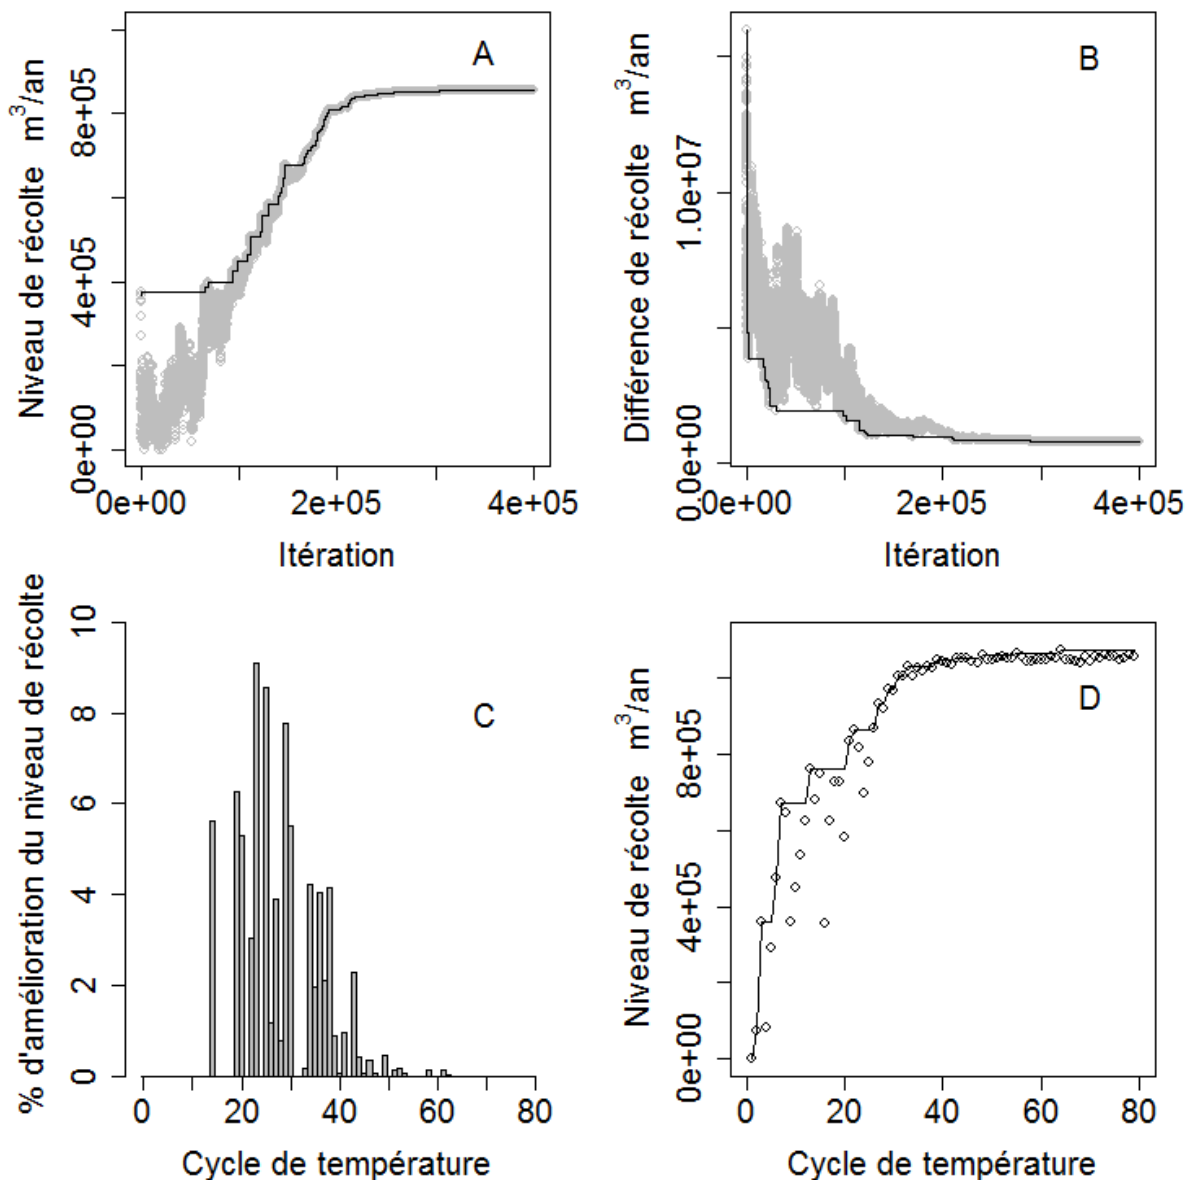 A
Niveau de récolte m³/an
0e+00 4e+05 8e+05
0e+00 2e+05 4e+05
Itération
B
Différence de récolte m³/an
0.0e+00 1.0e+07
0e+00 2e+05 4e+05
Itération
C
% d'amélioration du niveau de récolte
0 2 4 6 8 10
0 20 40 60 80
Cycle de température
D
Niveau de récolte m³/an
0e+00 4e+05 8e+05
0 20 40 60 80
Cycle de température